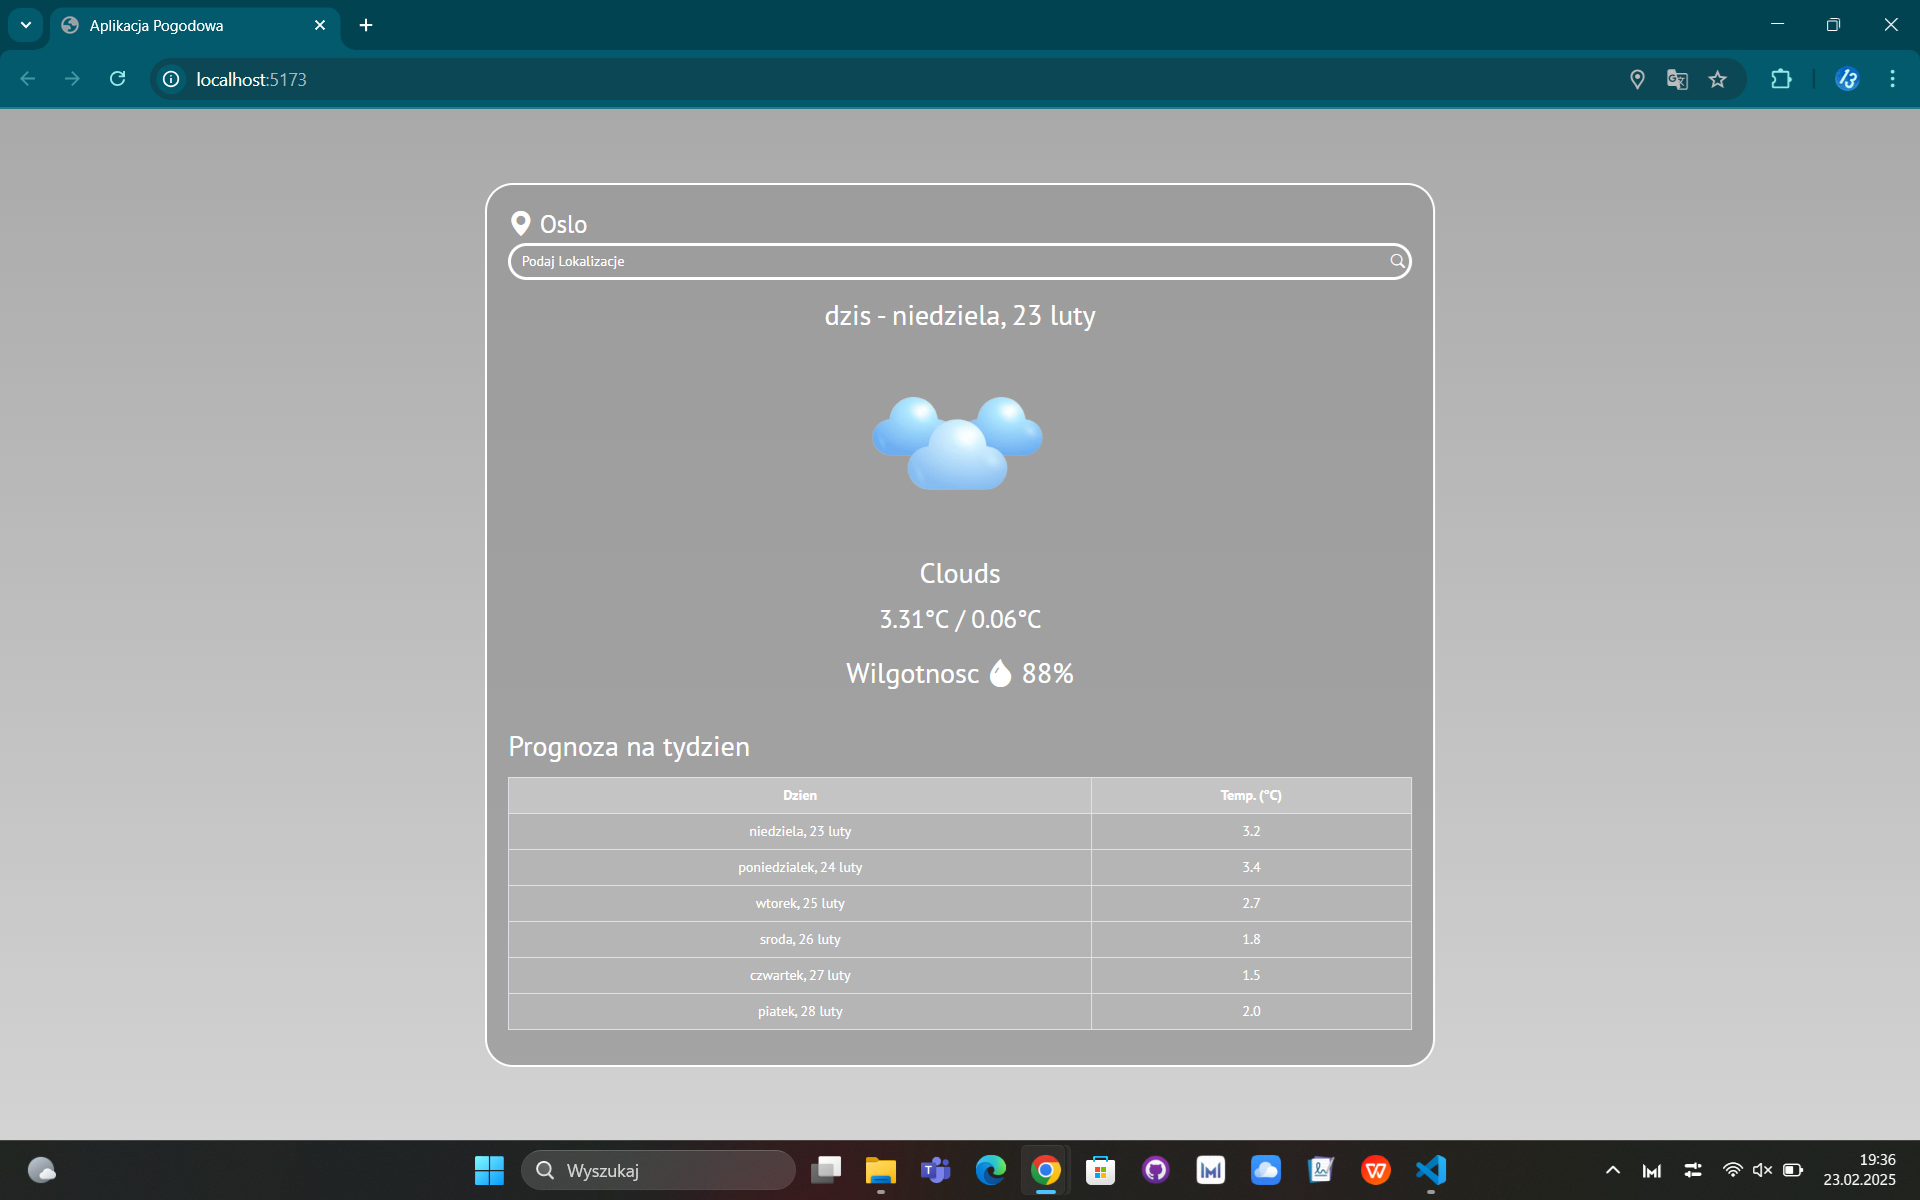 Aplikacja Pogodowa
localhost:5173
Oslo
Podaj Lokalizacje
dzis - niedziela, 23 luty
Clouds
3.31°C / 0.06°C
Wilgotnosc 88%
Prognoza na tydzien
Dzien Temp. (°C)
niedziela, 23 luty 3.2
poniedzialek, 24 luty 3.4
wtorek, 25 luty 2.7
sroda, 26 luty 1.8
czwartek, 27 luty 1.5
piatek, 28 luty 2.0
Wyszukaj
19:36
23.02.2025